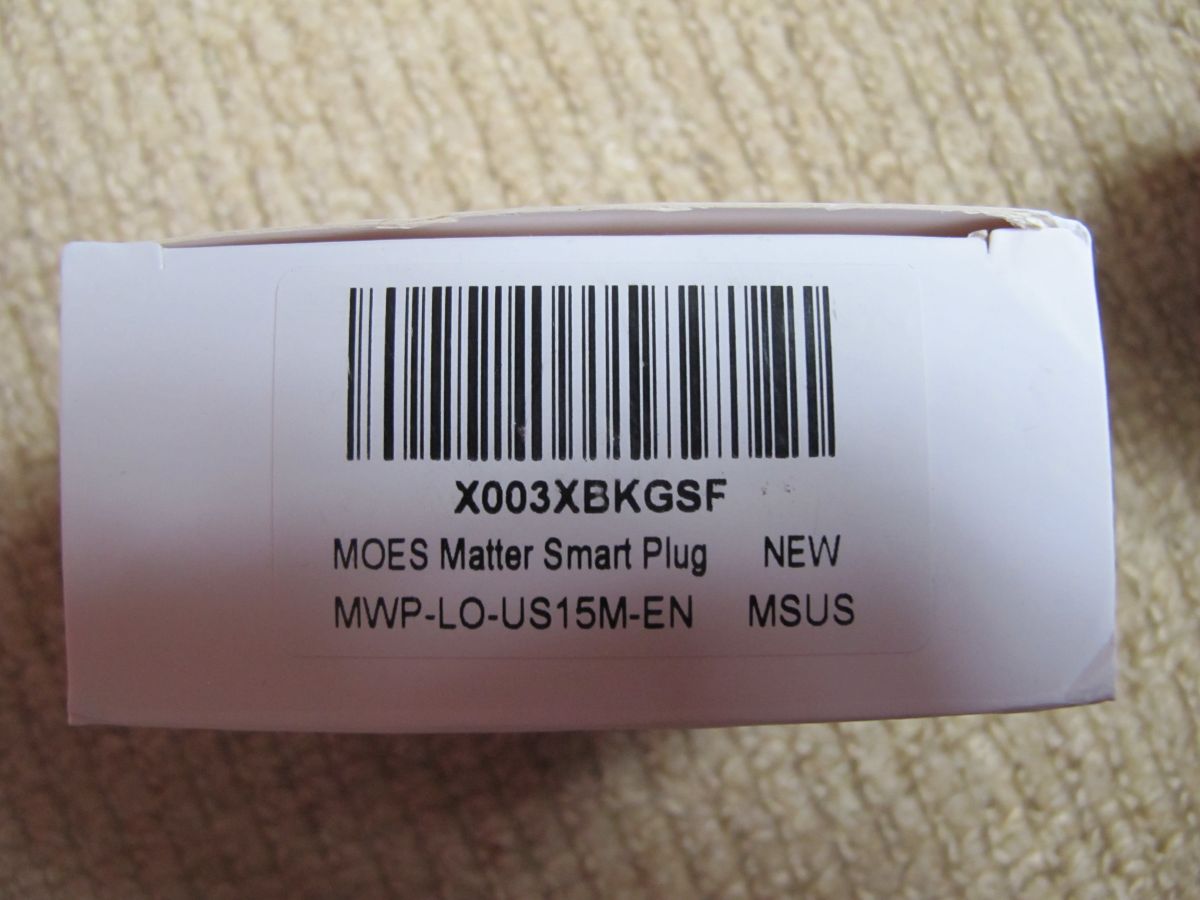 X003XBKGSF
MOES Matter Smart Plug NEW
MWP-LO-US15M-EN MSUS